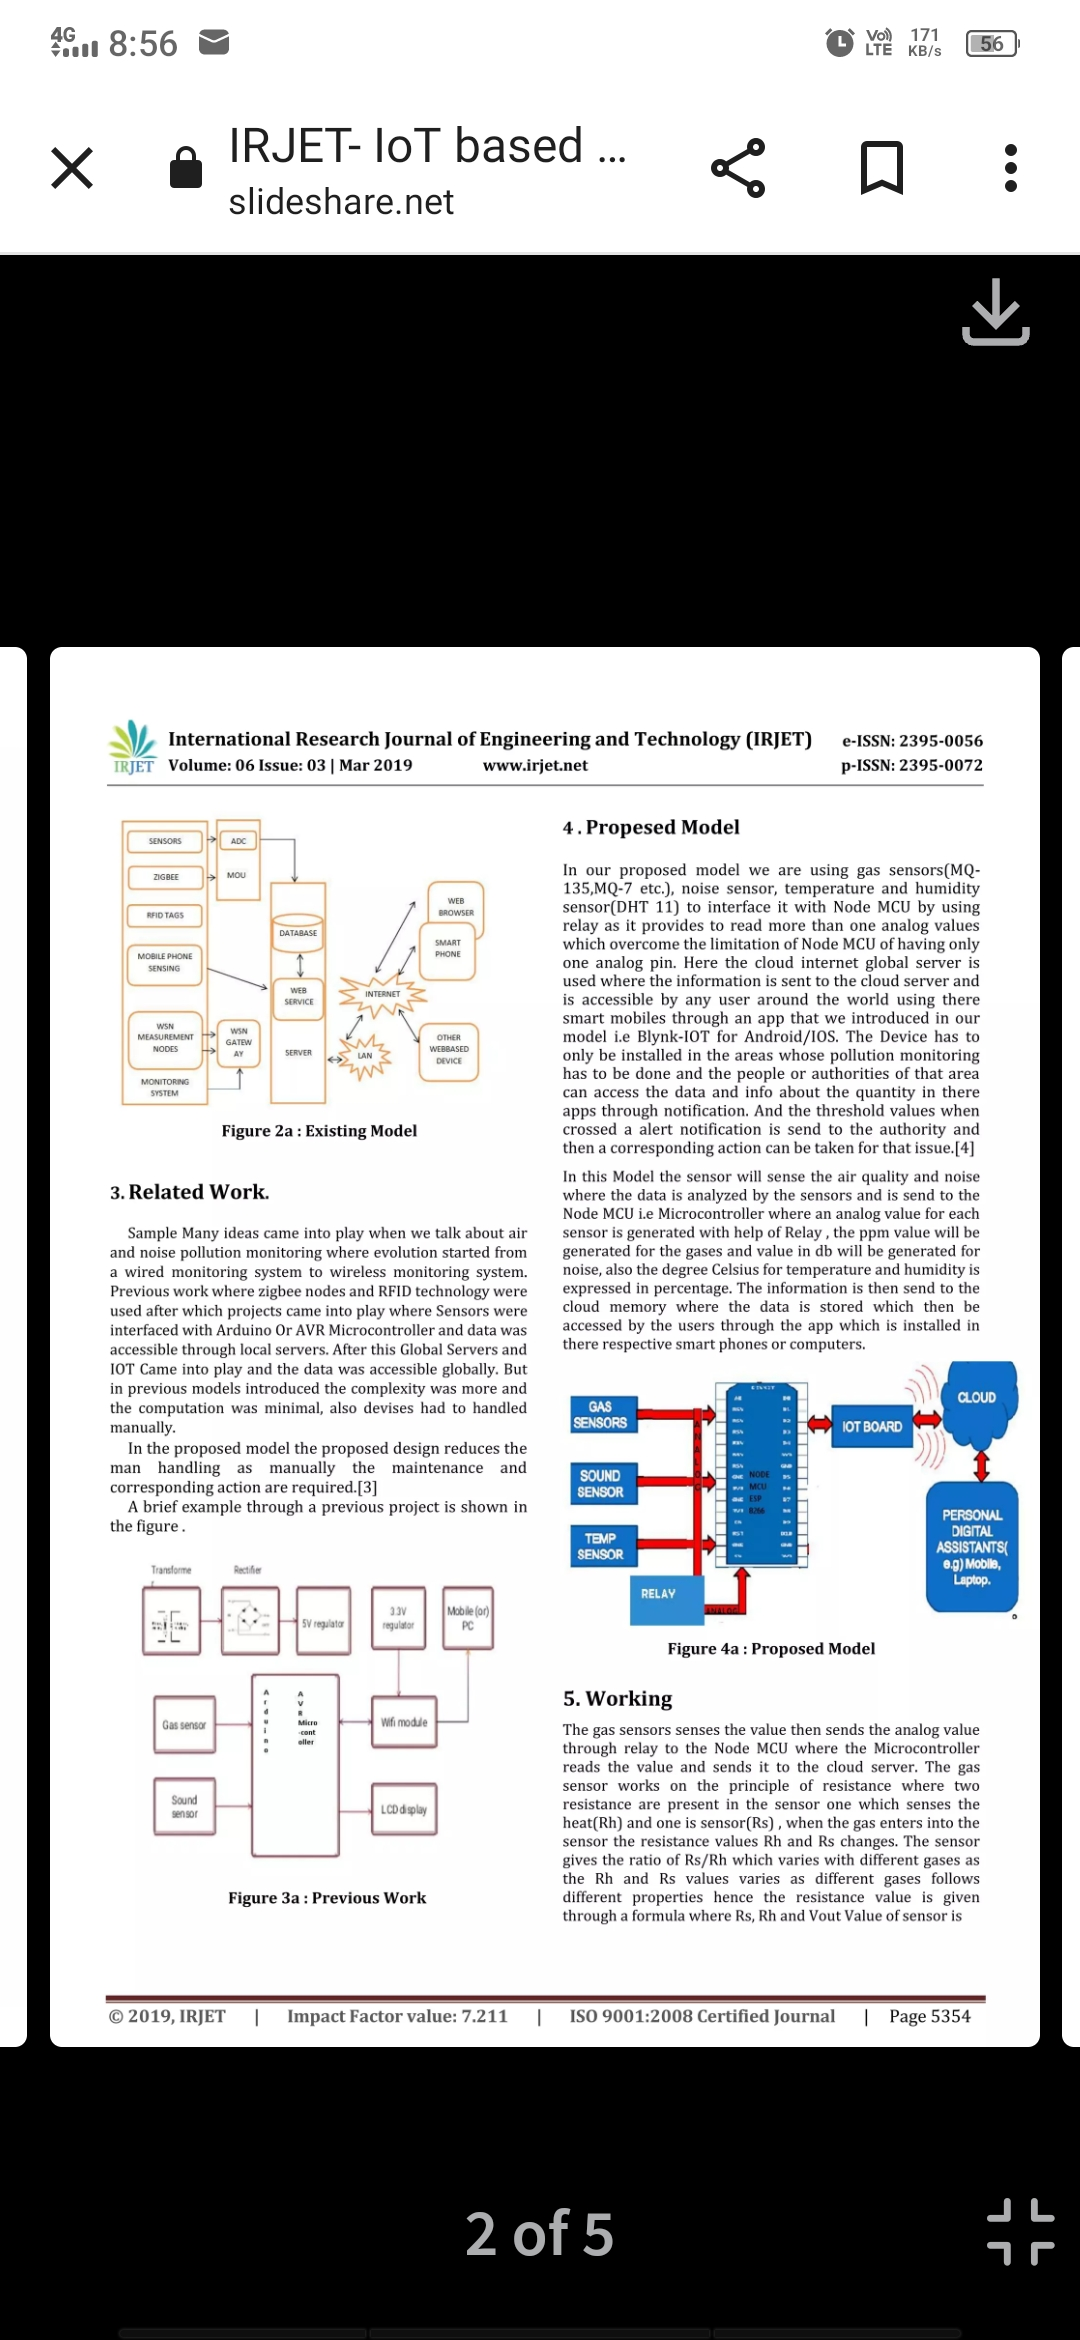 4G 8:56 Vo) LTE 171 KB/s 56
IRJET- IoT based ...
slideshare.net
IRJET
International Research Journal of Engineering and Technology (IRJET) e-ISSN: 2395-0056
Volume: 06 Issue: 03 | Mar 2019 www.irjet.net p-ISSN: 2395-0072
SENSORS
ADC
ZIGBEE
MOU
RFID TAGS
MOBILE PHONE
SENSING
WSN
MEASUREMENT
NODES
MONITORING
SYSTEM
WSN
GATEW
AY
DATABASE
WEB
SERVICE
SERVER
INTERNET
LAN
WEB
BROWSER
SMART
PHONE
OTHER
WEBBASED
DEVICE
Figure 2a : Existing Model
3. Related Work.
Sample Many ideas came into play when we talk about air
and noise pollution monitoring where evolution started from
a wired monitoring system to wireless monitoring system.
Previous work where zigbee nodes and RFID technology were
used after which projects came into play where Sensors were
interfaced with Arduino Or AVR Microcontroller and data was
accessible through local servers. After this Global Servers and
IOT Came into play and the data was accessible globally. But
in previous models introduced the complexity was more and
the computation was minimal, also devises had to handled
manually.
In the proposed model the proposed design reduces the
man handling as manually the maintenance and
corresponding action are required.[3]
A brief example through a previous project is shown in
the figure .
Transforme
r
Rectifier
5V regulator
3.3V
regulator
Mobile (or)
PC
Gas sensor
Sound
sensor
Arduino
AVR
Micro
-cont
oller
Wifi module
LCD display
Figure 3a : Previous Work
4 . Propesed Model
In our proposed model we are using gas sensors(MQ-
135,MQ-7 etc.), noise sensor, temperature and humidity
sensor(DHT 11) to interface it with Node MCU by using
relay as it provides to read more than one analog values
which overcome the limitation of Node MCU of having only
one analog pin. Here the cloud internet global server is
used where the information is sent to the cloud server and
is accessible by any user around the world using there
smart mobiles through an app that we introduced in our
model i.e Blynk-IOT for Android/IOS. The Device has to
only be installed in the areas whose pollution monitoring
has to be done and the people or authorities of that area
can access the data and info about the quantity in there
apps through notification. And the threshold values when
crossed a alert notification is send to the authority and
then a corresponding action can be taken for that issue.[4]
In this Model the sensor will sense the air quality and noise
where the data is analyzed by the sensors and is send to the
Node MCU i.e Microcontroller where an analog value for each
sensor is generated with help of Relay , the ppm value will be
generated for the gases and value in db will be generated for
noise, also the degree Celsius for temperature and humidity is
expressed in percentage. The information is then send to the
cloud memory where the data is stored which then be
accessed by the users through the app which is installed in
there respective smart phones or computers.
GAS
SENSORS
SOUND
SENSOR
TEMP
SENSOR
RELAY
ANALOG
ANALOG
NODE
MCU
ESP
8266
IOT BOARD
CLOUD
PERSONAL
DIGITAL
ASSISTANTS(
e.g) Mobile,
Laptop.
Figure 4a : Proposed Model
5. Working
The gas sensors senses the value then sends the analog value
through relay to the Node MCU where the Microcontroller
reads the value and sends it to the cloud server. The gas
sensor works on the principle of resistance where two
resistance are present in the sensor one which senses the
heat(Rh) and one is sensor(Rs) , when the gas enters into the
sensor the resistance values Rh and Rs changes. The sensor
gives the ratio of Rs/Rh which varies with different gases as
the Rh and Rs values varies as different gases follows
different properties hence the resistance value is given
through a formula where Rs, Rh and Vout Value of sensor is
© 2019, IRJET | Impact Factor value: 7.211 | ISO 9001:2008 Certified Journal | Page 5354
2 of 5